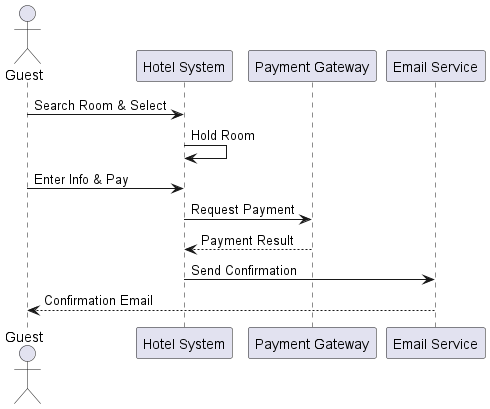 Guest
Hotel System
Payment Gateway
Email Service
Search Room & Select
Hold Room
Enter Info & Pay
Request Payment
Payment Result
Send Confirmation
Confirmation Email
Guest
Hotel System
Payment Gateway
Email Service